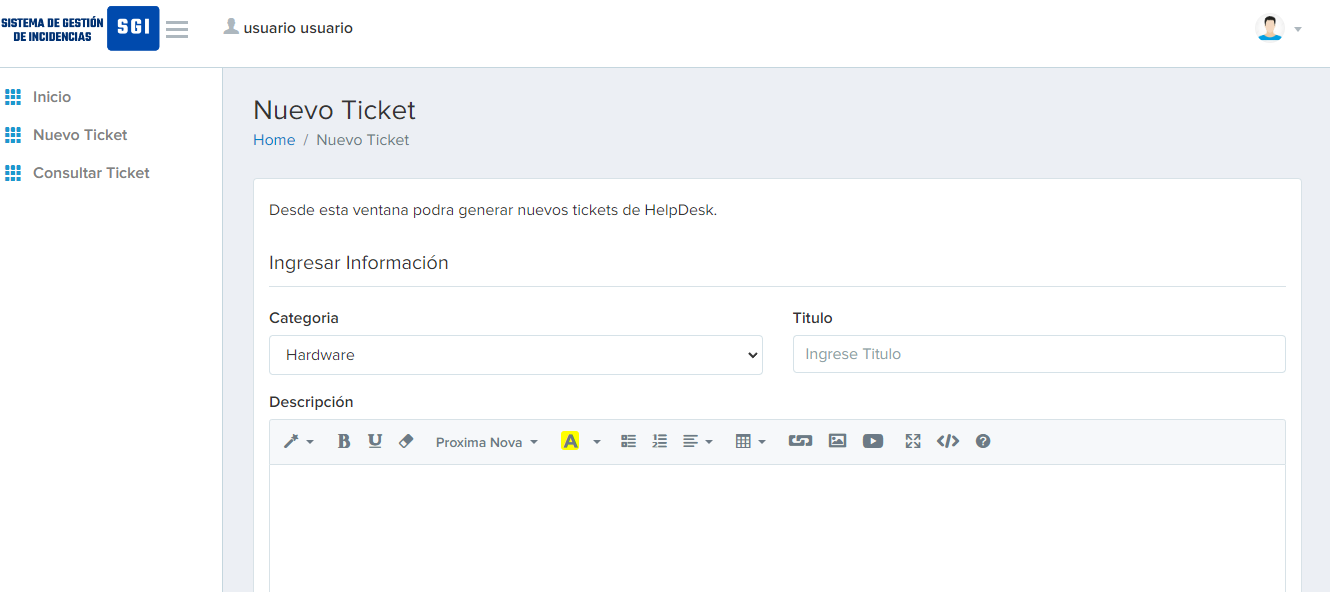 SISTEMA DE GESTIÓN
DE INCIDENCIAS
SGI
usuario usuario
Inicio
Nuevo Ticket
Consultar Ticket
Nuevo Ticket
Home / Nuevo Ticket
Desde esta ventana podra generar nuevos tickets de HelpDesk.
Ingresar Información
Categoria
Titulo
Hardware
Ingrese Titulo
Descripción
B U Proxima Nova A